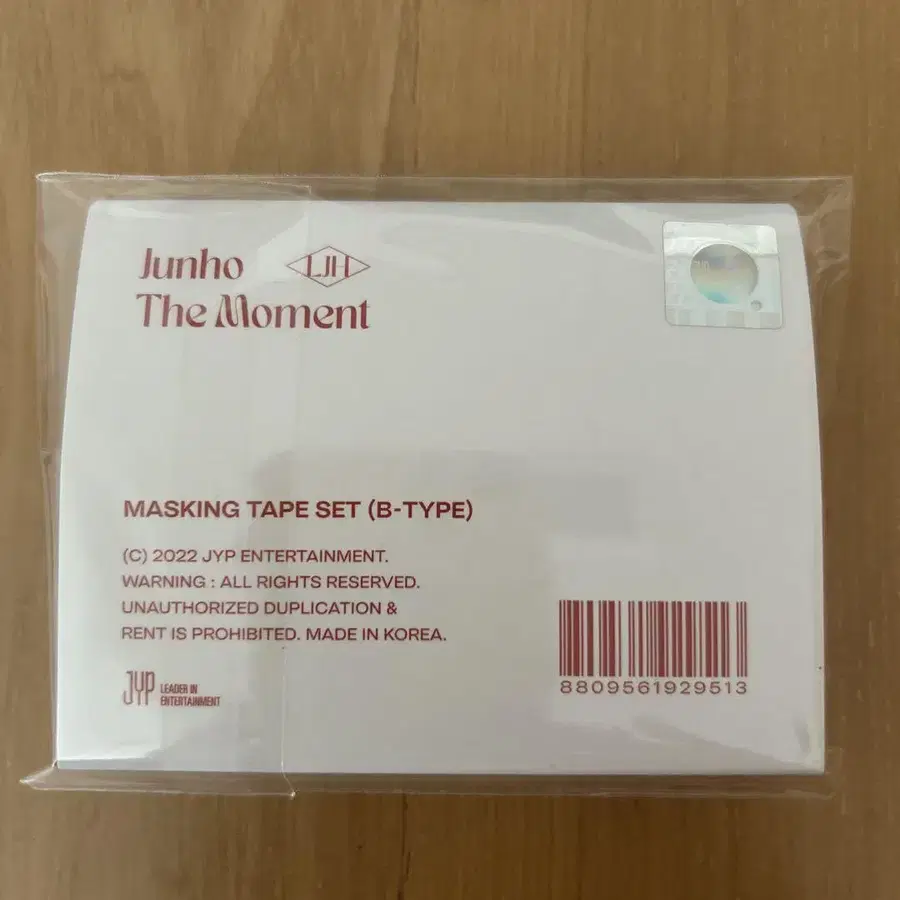 Junho
LJH
The Moment
MASKING TAPE SET (B-TYPE)
(C) 2022 JYP ENTERTAINMENT.
WARNING : ALL RIGHTS RESERVED.
UNAUTHORIZED DUPLICATION &
RENT IS PROHIBITED. MADE IN KOREA.
JYP LEADER IN
ENTERTAINMENT
8809561929513